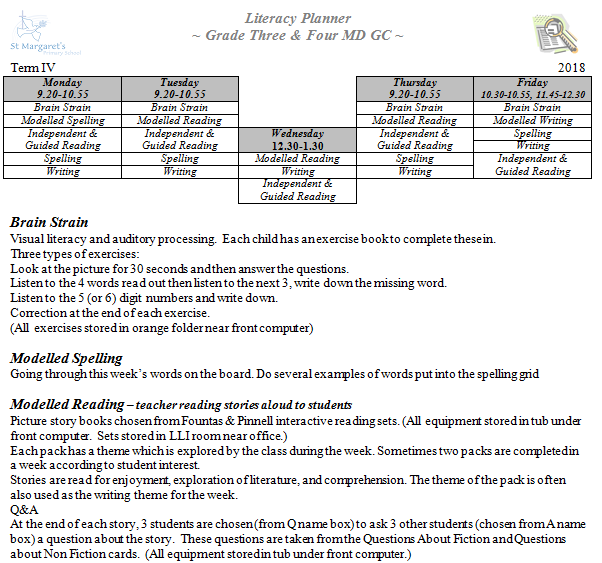 Literacy Planner
~ Grade Three & Four MD GC ~
St Margaret's
Primary School
Term IV 2018
Monday Tuesday Thursday Friday
9.20-10.55 9.20-10.55 9.20-10.55 10.30-10.55, 11.45-12.30
Brain Strain Brain Strain Brain Strain Brain Strain
Modelled Spelling Modelled Reading Modelled Reading Modelled Writing
Independent & Guided Reading Independent & Guided Reading Wednesday 12.30-1.30 Independent & Guided Reading Spelling
Writing
Spelling Spelling Modelled Reading Spelling Independent & Guided Reading
Writing Writing Writing Writing
Independent &
Guided Reading
Brain Strain
Visual literacy and auditory processing. Each child has an exercise book to complete these in.
Three types of exercises:
Look at the picture for 30 seconds and then answer the questions.
Listen to the 4 words read out then listen to the next 3, write down the missing word.
Listen to the 5 (or 6) digit numbers and write down.
Correction at the end of each exercise.
(All exercises stored in orange folder near front computer)
Modelled Spelling
Going through this week's words on the board. Do several examples of words put into the spelling grid
Modelled Reading – teacher reading stories aloud to students
Picture story books chosen from Fountas & Pinnell interactive reading sets. (All equipment stored in tub under
front computer. Sets stored in LLI room near office.)
Each pack has a theme which is explored by the class during the week. Sometimes two packs are completed in
a week according to student interest.
Stories are read for enjoyment, exploration of literature, and comprehension. The theme of the pack is often
also used as the writing theme for the week.
Q&A
At the end of each story, 3 students are chosen (from Q name box) to ask 3 other students (chosen from A name
box) a question about the story. These questions are taken from the Questions About Fiction and Questions
about Non Fiction cards. (All equipment stored in tub under front computer.)